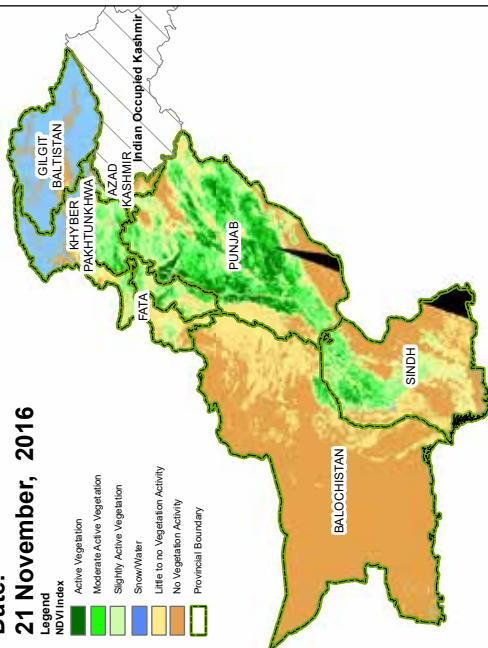 Date:
21 November, 2016
Legend
NDVI Index
Active Vegetation
Moderate Active Vegetation
Slightly Active Vegetation
Snow/Water
Little to no Vegetation Activity
No Vegetation Activity
Provincial Boundary
GILGIT
BALTISTAN
KHYBER
PAKHTUNKHWA
AZAD
KASHMIR
Indian Occupied Kashmir
FATA
PUNJAB
BALOCHISTAN
SINDH